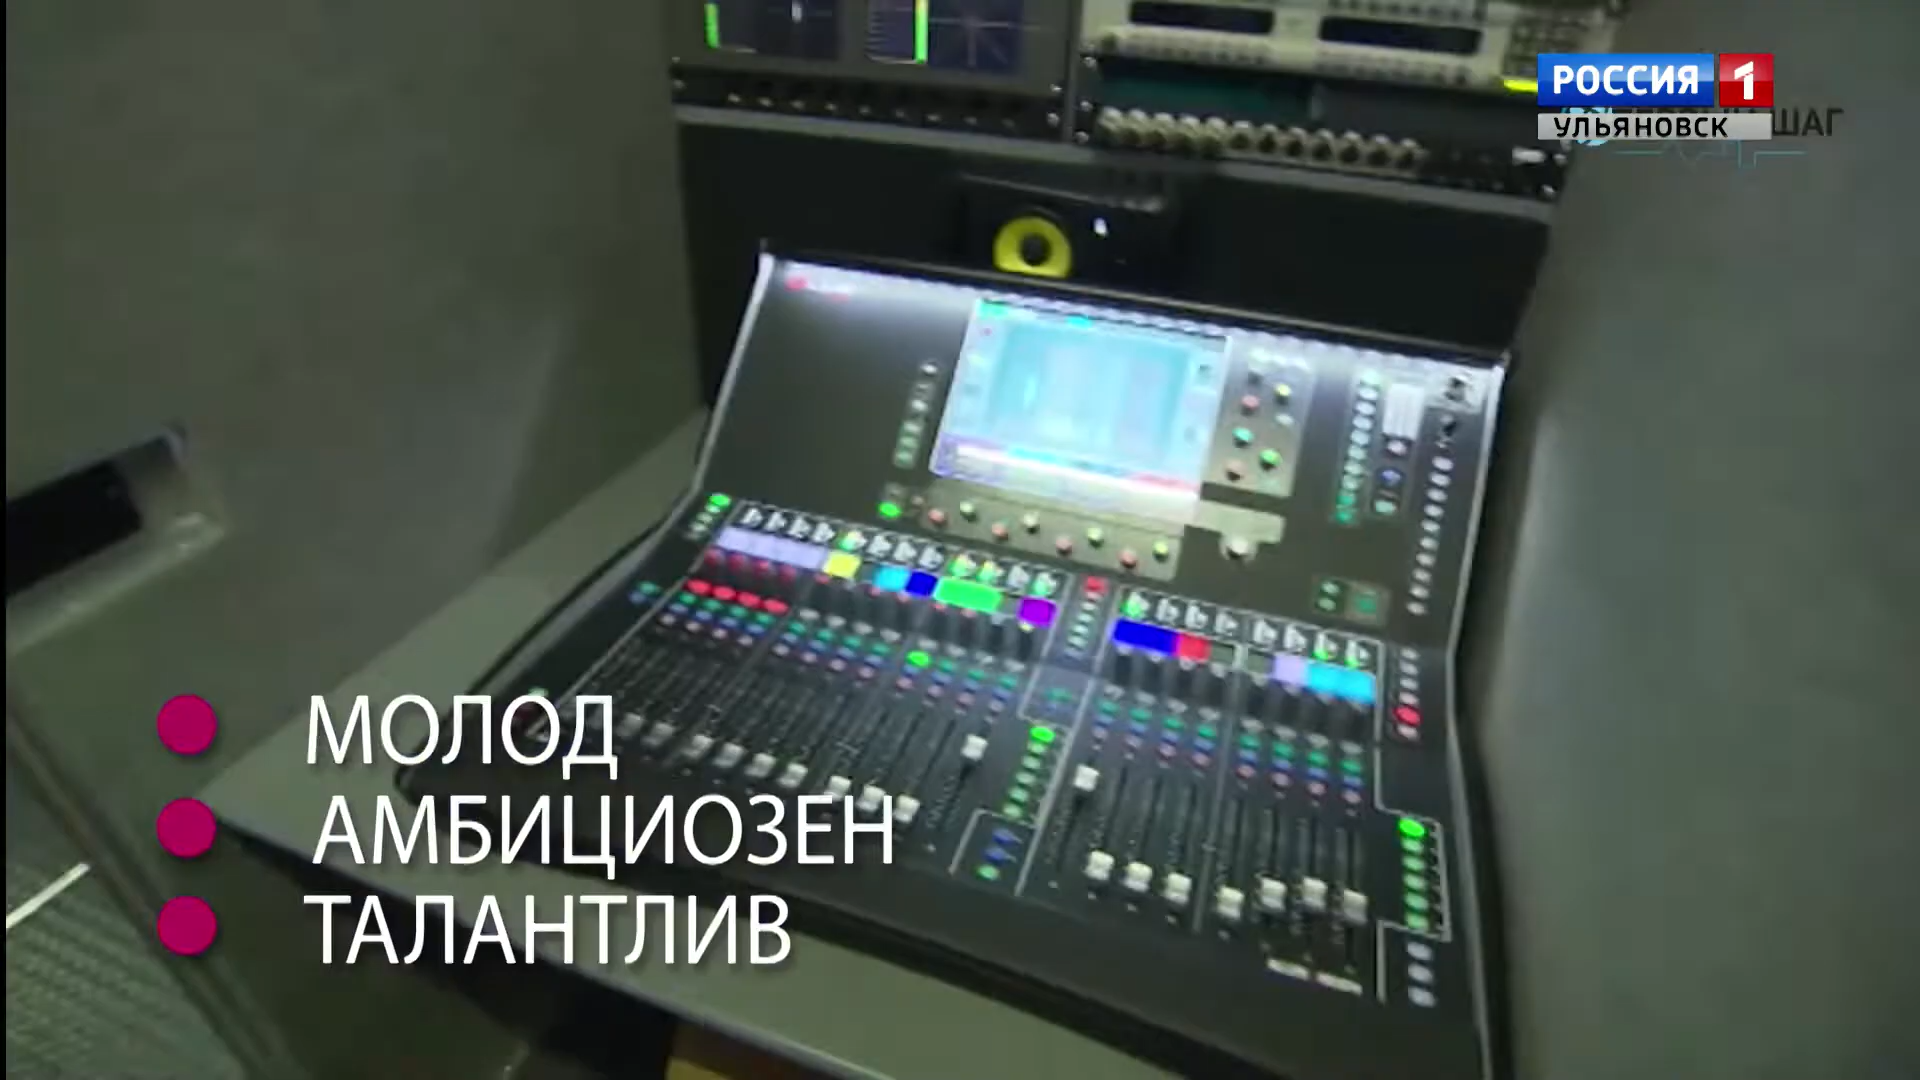 РОССИЯ 1
УЛЬЯНОВСК
ШАГ
МОЛОД
АМБИЦИОЗЕН
ТАЛАНТЛИВ